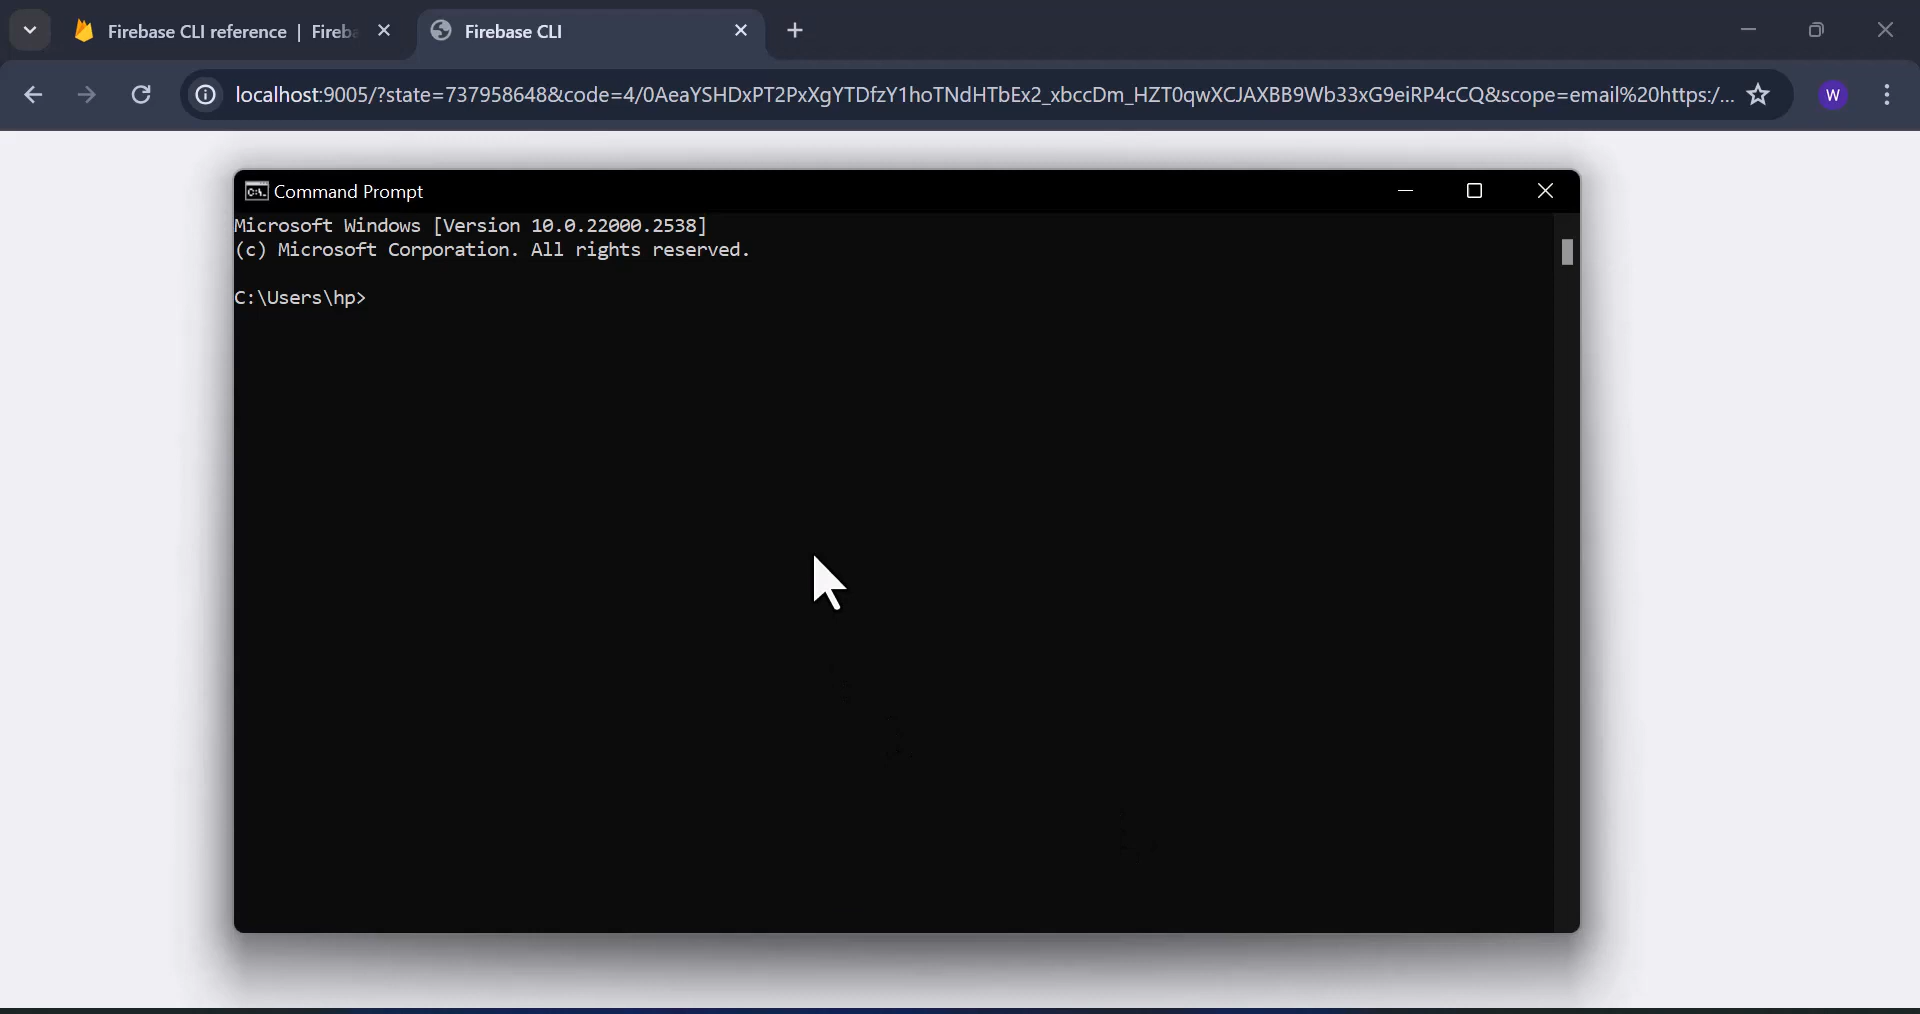 Firebase CLI reference | Fireba
Firebase CLI
localhost:9005/?state=737958648&code=4/0AeaYSHDxPT2PxXgYTDfzY1hoTNdHTbEx2_xbccDm_HZT0qwXCJAXBB9Wb33xG9eiRP4cCQ&scope=email%20https:/...
W
Command Prompt
Microsoft Windows [Version 10.0.22000.2538]
(c) Microsoft Corporation. All rights reserved.
C:\Users\hp>